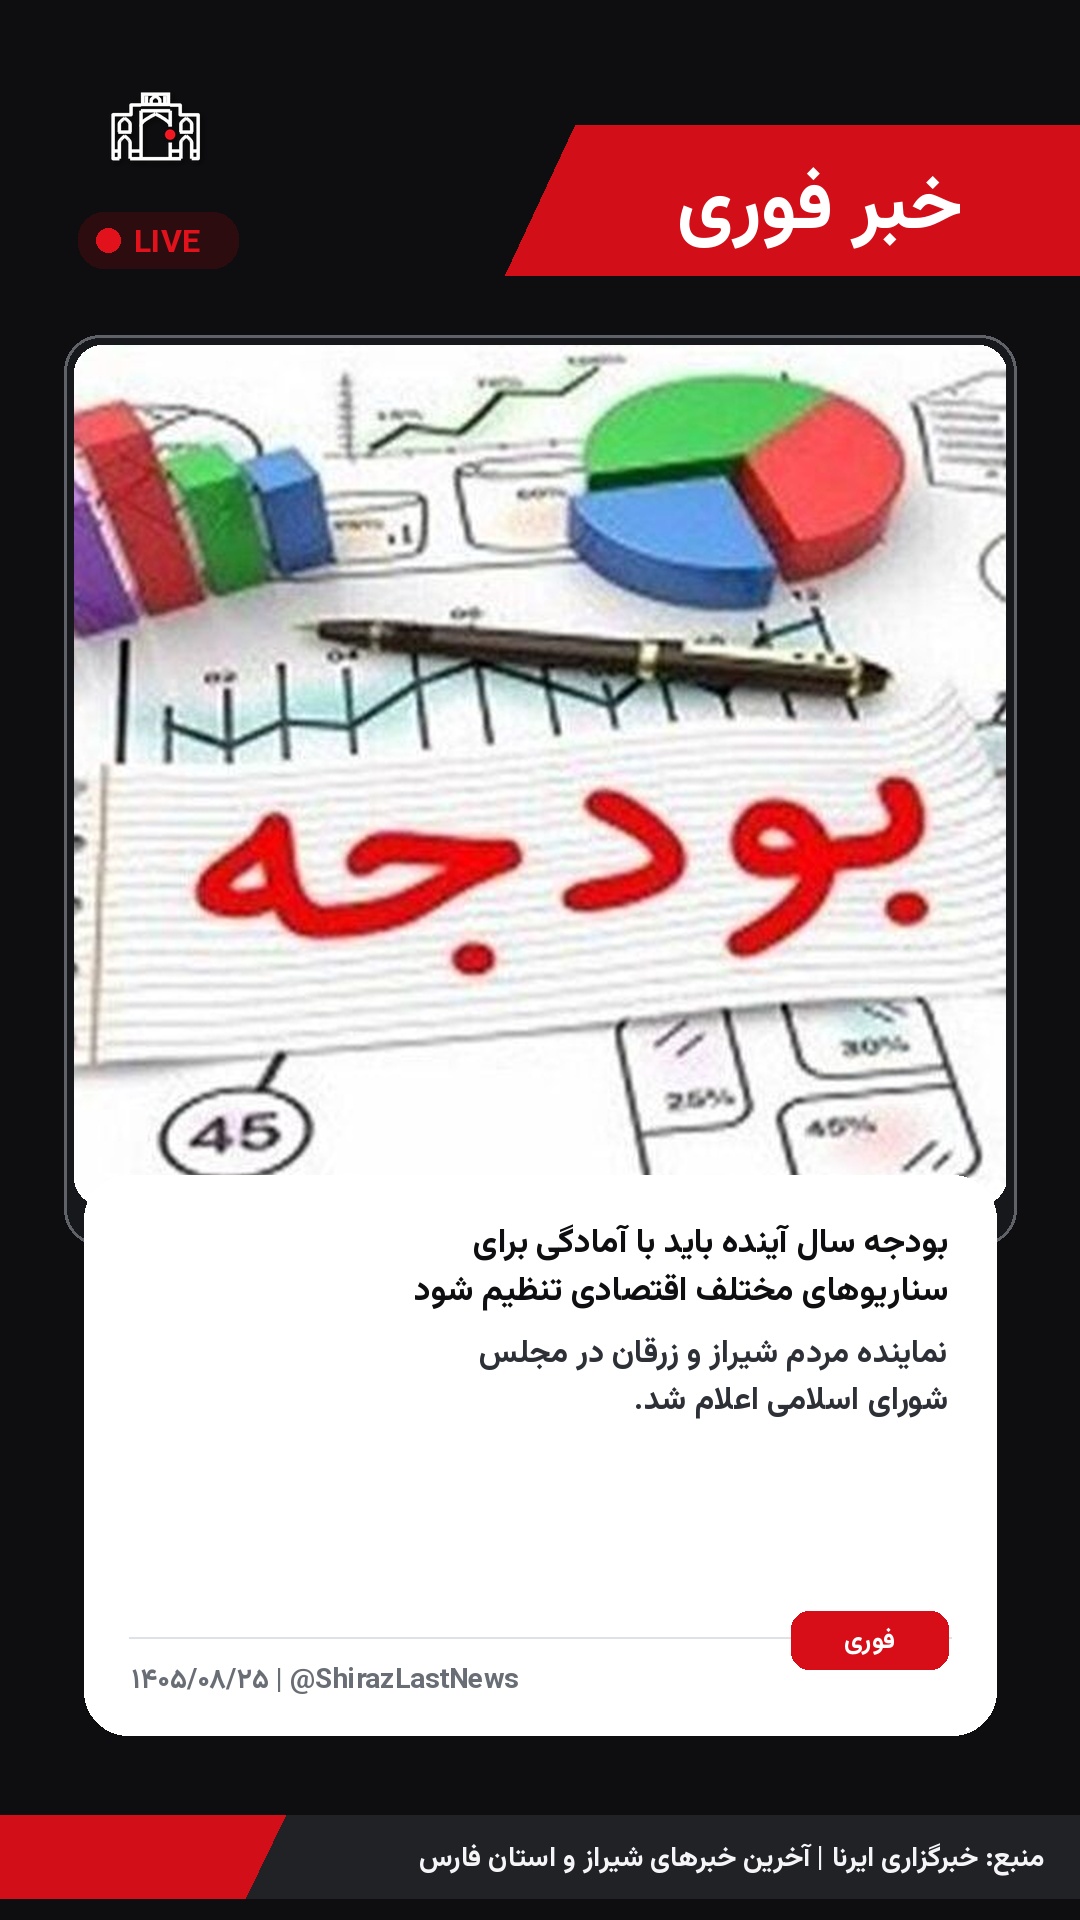 خبر فوری
LIVE
بودجه
45
25%
30%
45%
بودجه سال آینده باید با آمادگی برای
سناریوهای مختلف اقتصادی تنظیم شود
نماینده مردم شیراز و زرقان در مجلس
شورای اسلامی اعلام شد.
فوری
۱۴۰۵/۰۸/۲۵ | @ShirazLastNews
منبع: خبرگزاری ایرنا | آخرین خبرهای شیراز و استان فارس